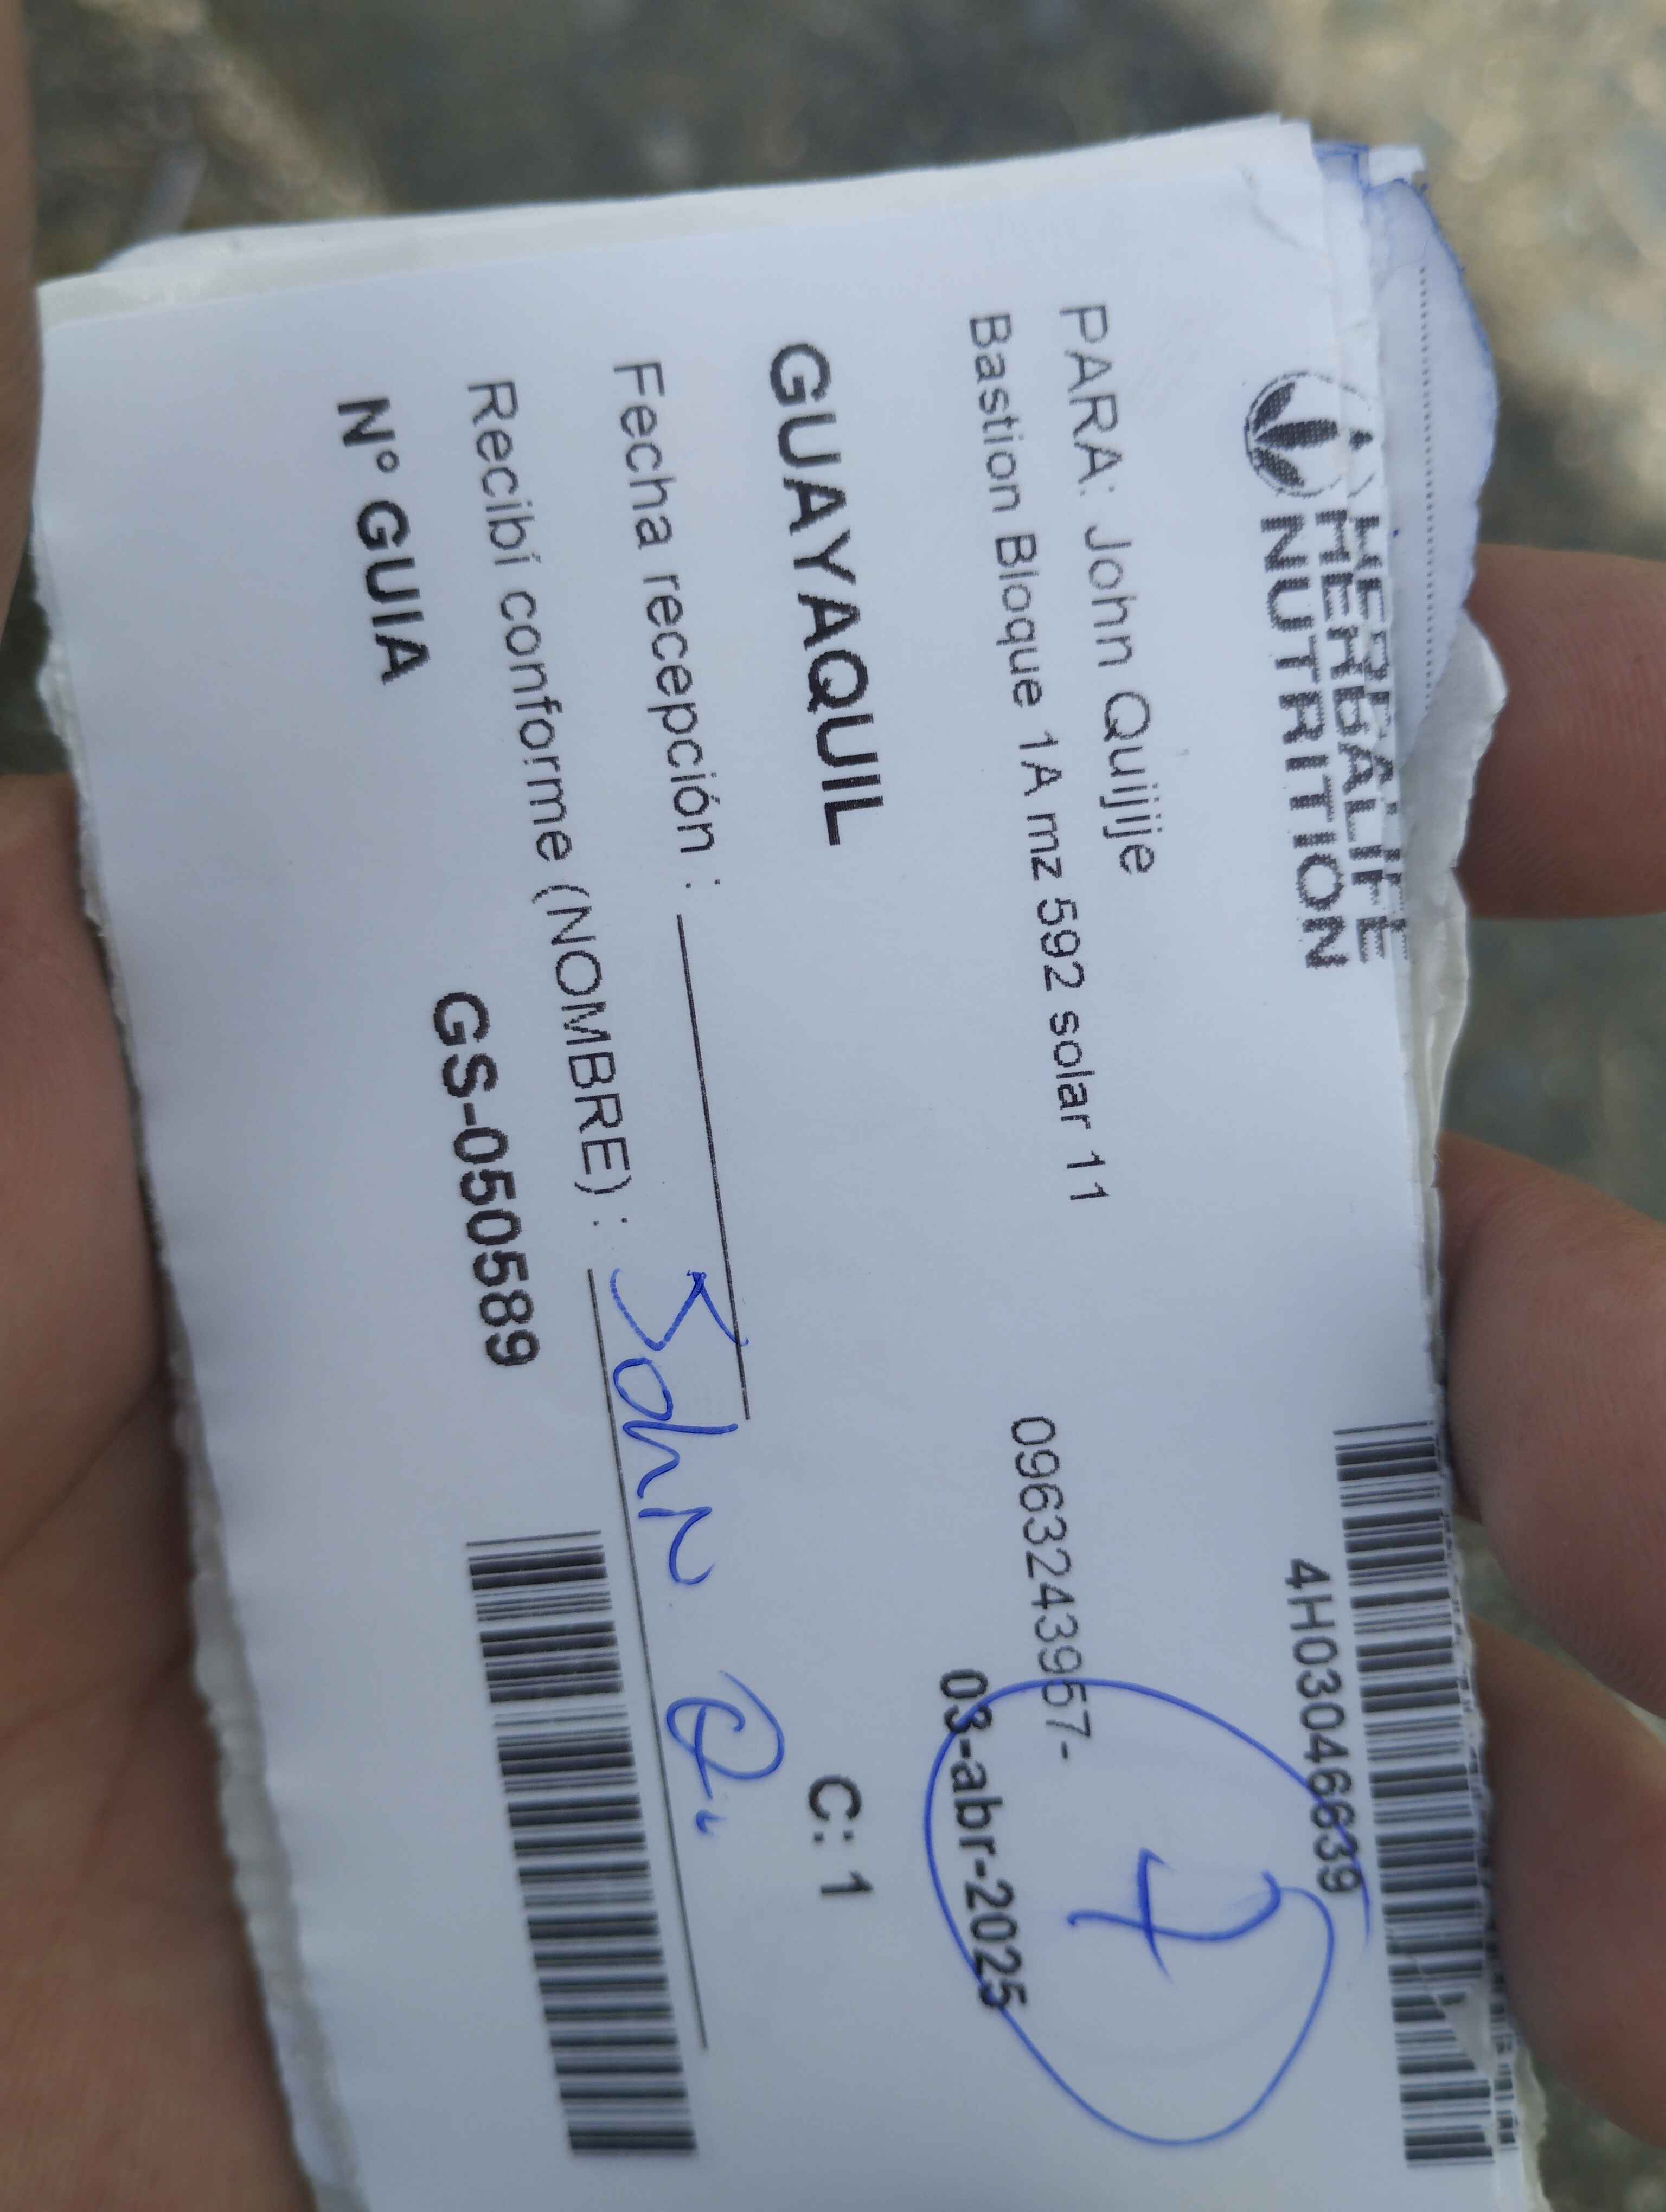 HERBALIFE
NUTRITION
4H03046639
PARA: John Quijije
Bastion Bloque 1A mz 592 solar 11
0963243957-
03-abr-2025
7
GUAYAQUIL
C: 1
Fecha recepción :
Recibí conforme (NOMBRE) : John Q.
N° GUIA
GS-050589